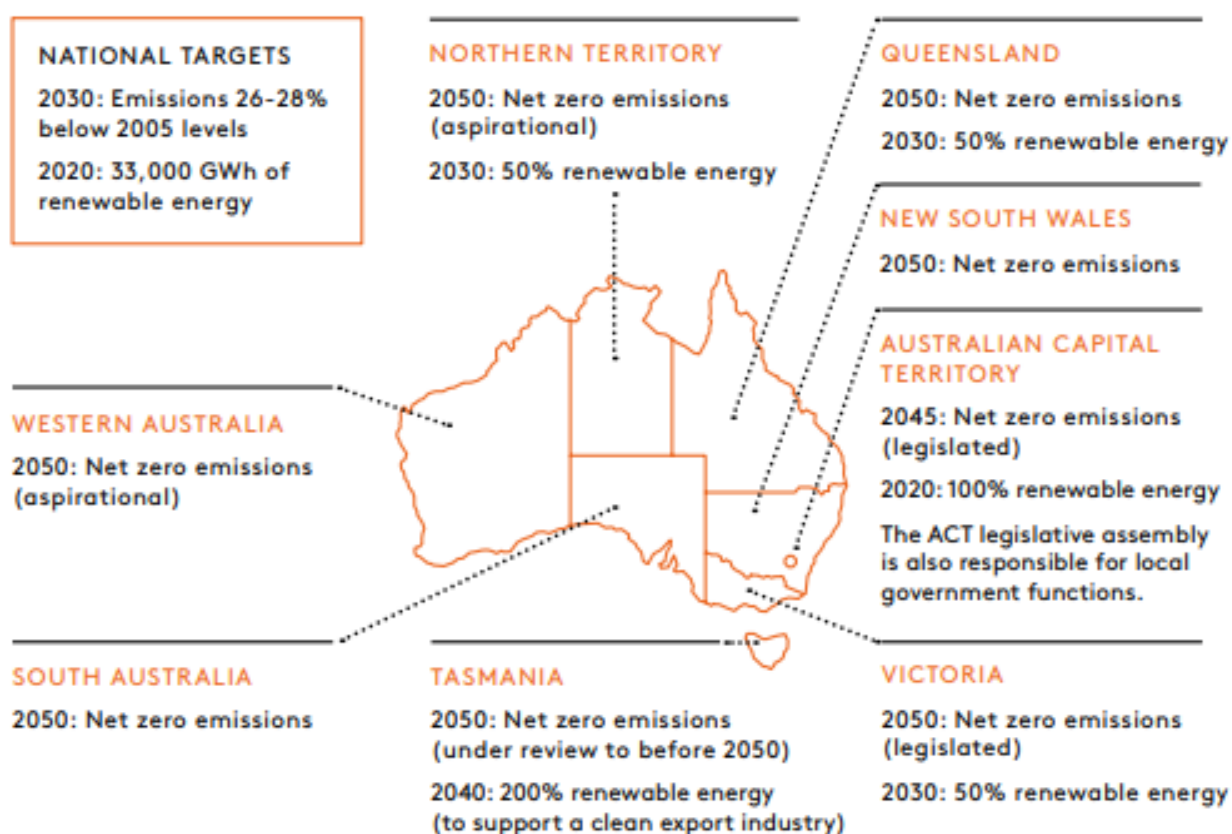 NATIONAL TARGETS
2030: Emissions 26-28%
below 2005 levels
2020: 33,000 GWh of
renewable energy
NORTHERN TERRITORY
2050: Net zero emissions
(aspirational)
2030: 50% renewable energy
QUEENSLAND
2050: Net zero emissions
2030: 50% renewable energy
NEW SOUTH WALES
2050: Net zero emissions
AUSTRALIAN CAPITAL
TERRITORY
2045: Net zero emissions
(legislated)
2020: 100% renewable energy
The ACT legislative assembly
is also responsible for local
government functions.
WESTERN AUSTRALIA
2050: Net zero emissions
(aspirational)
SOUTH AUSTRALIA
2050: Net zero emissions
TASMANIA
2050: Net zero emissions
(under review to before 2050)
2040: 200% renewable energy
(to support a clean export industry)
VICTORIA
2050: Net zero emissions
(legislated)
2030: 50% renewable energy